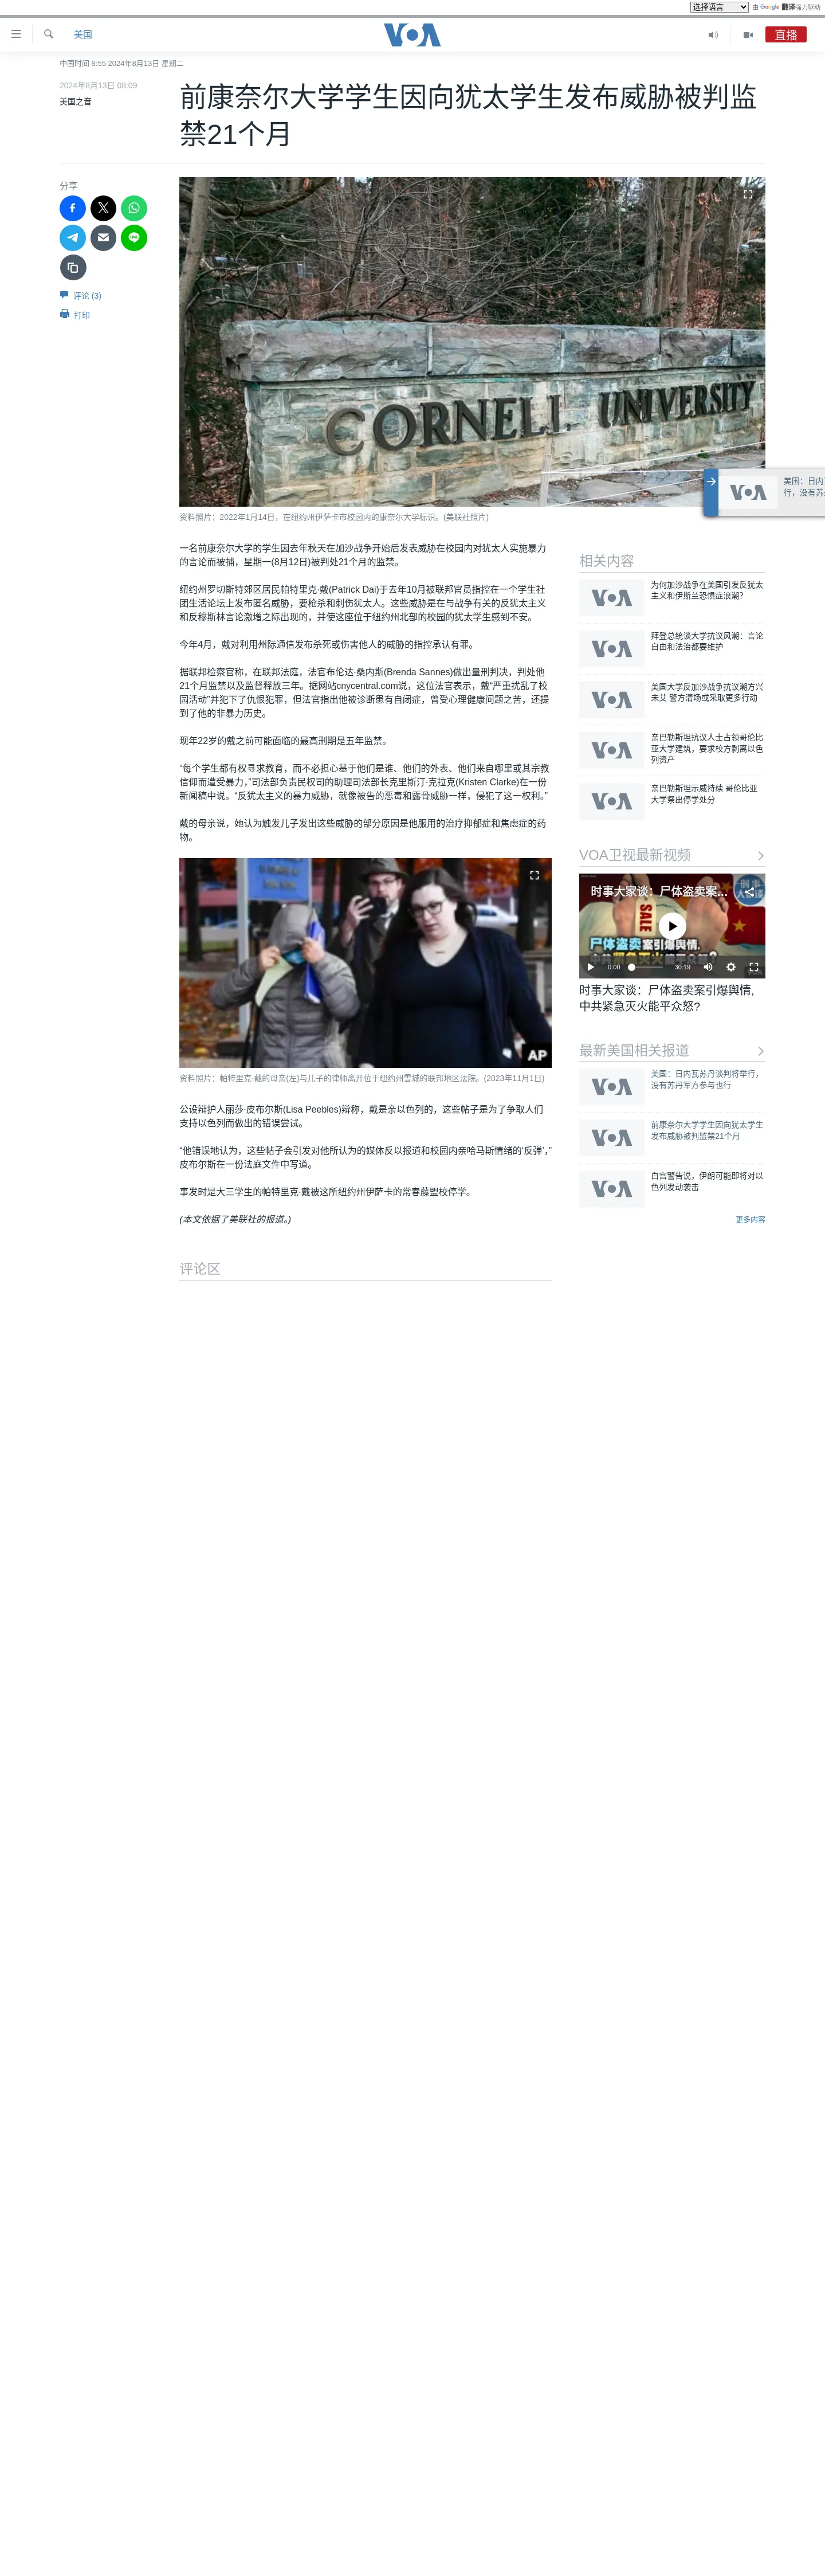 选择语言 由 Google 翻译强力驱动
美国
VOA
直播
中国时间 8:55 2024年8月13日 星期二
2024年8月13日 08:09
美国之音
前康奈尔大学学生因向犹太学生发布威胁被判监
禁21个月
分享
评论 (3)
打印
CORNELL UNIVERSITY
资料照片：2022年1月14日，在纽约州伊萨卡市校园内的康奈尔大学标识。(美联社照片)
VOA
美国：日内
行，没有苏
一名前康奈尔大学的学生因去年秋天在加沙战争开始后发表威胁在校园内对犹太人实施暴力
的言论而被捕，星期一(8月12日)被判处21个月的监禁。
纽约州罗切斯特郊区居民帕特里克·戴(Patrick Dai)于去年10月被联邦官员指控在一个学生社
团生活论坛上发布匿名威胁，要枪杀和刺伤犹太人。这些威胁是在与战争有关的反犹太主义
和反穆斯林言论激增之际出现的，并使这座位于纽约州北部的校园的犹太学生感到不安。
今年4月，戴对利用州际通信发布杀死或伤害他人的威胁的指控承认有罪。
据联邦检察官称，在联邦法庭，法官布伦达·桑内斯(Brenda Sannes)做出量刑判决，判处他
21个月监禁以及监督释放三年。据网站cnycentral.com说，这位法官表示，戴“严重扰乱了校
园活动”并犯下了仇恨犯罪，但法官指出他被诊断患有自闭症，曾受心理健康问题之苦，还提
到了他的非暴力历史。
现年22岁的戴之前可能面临的最高刑期是五年监禁。
“每个学生都有权寻求教育，而不必担心基于他们是谁、他们的外表、他们来自哪里或其宗教
信仰而遭受暴力，”司法部负责民权司的助理司法部长克里斯汀·克拉克(Kristen Clarke)在一份
新闻稿中说。“反犹太主义的暴力威胁，就像被告的恶毒和露骨威胁一样，侵犯了这一权利。”
戴的母亲说，她认为触发儿子发出这些威胁的部分原因是他服用的治疗抑郁症和焦虑症的药
物。
AP
资料照片：帕特里克·戴的母亲(左)与儿子的律师离开位于纽约州雪城的联邦地区法院。(2023年11月1日)
公设辩护人丽莎·皮布尔斯(Lisa Peebles)辩称，戴是亲以色列的，这些帖子是为了争取人们
支持以色列而做出的错误尝试。
“他错误地认为，这些帖子会引发对他所认为的媒体反以报道和校园内亲哈马斯情绪的‘反弹’，”
皮布尔斯在一份法庭文件中写道。
事发时是大三学生的帕特里克·戴被这所纽约州伊萨卡的常春藤盟校停学。
(本文依据了美联社的报道。)
评论区
相关内容
VOA
为何加沙战争在美国引发反犹太
主义和伊斯兰恐惧症浪潮？
VOA
拜登总统谈大学抗议风潮：言论
自由和法治都要维护
VOA
美国大学反加沙战争抗议潮方兴
未艾 警方清场或采取更多行动
VOA
亲巴勒斯坦抗议人士占领哥伦比
亚大学建筑，要求校方剥离以色
列资产
VOA
亲巴勒斯坦示威持续 哥伦比亚
大学祭出停学处分
VOA卫视最新视频
时事大家谈：尸体盗卖案…
SALE
尸体盗卖案引爆舆情，
0:00 30:19
时事大家谈：尸体盗卖案引爆舆情，
中共紧急灭火能平众怒？
最新美国相关报道
VOA
美国：日内瓦苏丹谈判将举行，
没有苏丹军方参与也行
VOA
前康奈尔大学学生因向犹太学生
发布威胁被判监禁21个月
VOA
白宫警告说，伊朗可能即将对以
色列发动袭击
更多内容